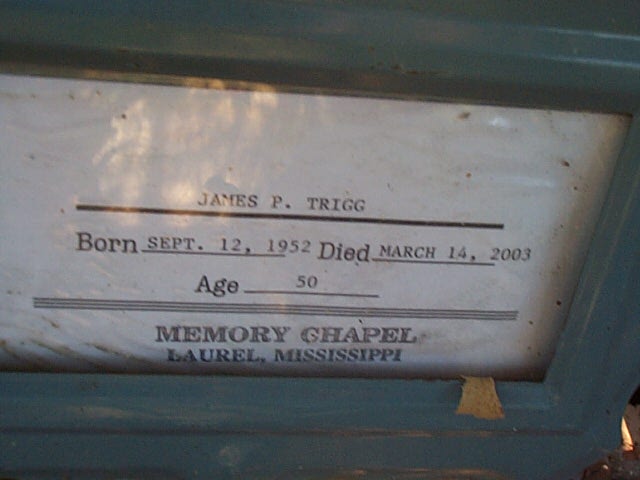 JAMES P. TRIGG
Born SEPT. 12, 1952 Died MARCH 14, 2003
Age 50
MEMORY CHAPEL
LAUREL, MISSISSIPPI